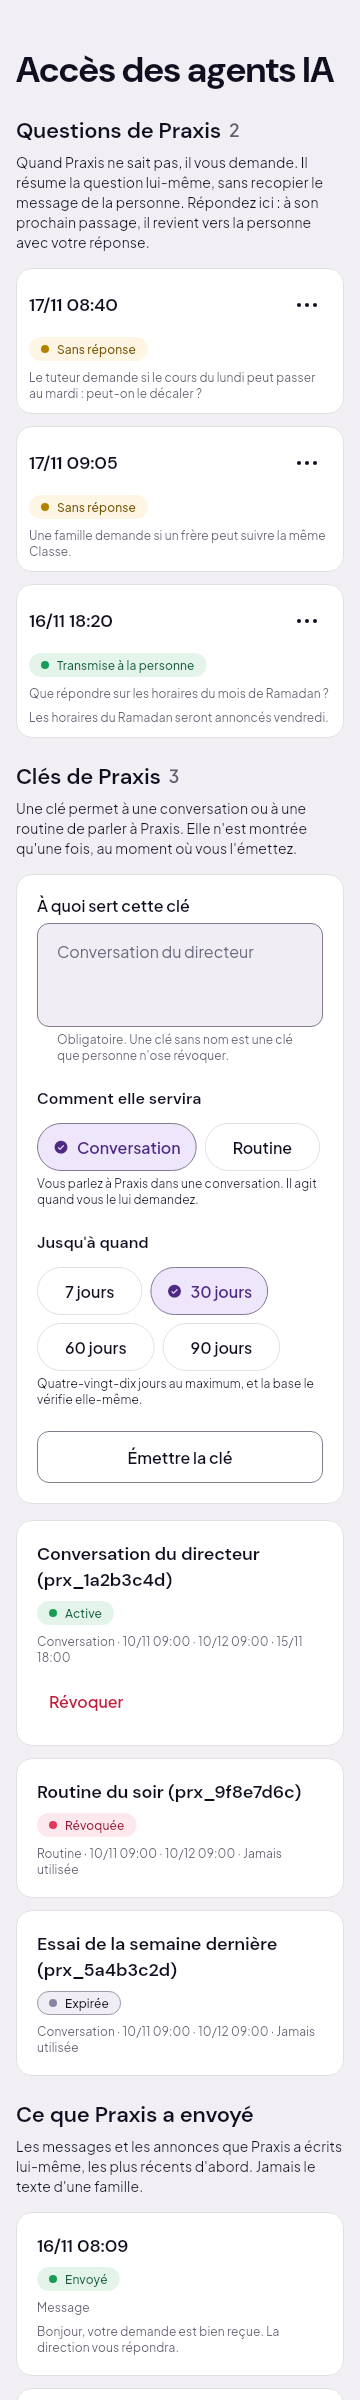 Accès des agents IA
Questions de Praxis 2
Quand Praxis ne sait pas, il vous demande. Il
résume la question lui-même, sans recopier le
message de la personne. Répondez ici : à son
prochain passage, il revient vers la personne
avec votre réponse.
17/11 08:40
Sans réponse
Le tuteur demande si le cours du lundi peut passer
au mardi : peut-on le décaler ?
17/11 09:05
Sans réponse
Une famille demande si un frère peut suivre la même
Classe.
16/11 18:20
Transmise à la personne
Que répondre sur les horaires du mois de Ramadan ?
Les horaires du Ramadan seront annoncés vendredi.
Clés de Praxis 3
Une clé permet à une conversation ou à une
routine de parler à Praxis. Elle n'est montrée
qu'une fois, au moment où vous l'émettez.
À quoi sert cette clé
Conversation du directeur
Obligatoire. Une clé sans nom est une clé
que personne n'ose révoquer.
Comment elle servira
Conversation Routine
Vous parlez à Praxis dans une conversation. Il agit
quand vous le lui demandez.
Jusqu'à quand
7 jours 30 jours
60 jours 90 jours
Quatre-vingt-dix jours au maximum, et la base le
vérifie elle-même.
Émettre la clé
Conversation du directeur
(prx_1a2b3c4d)
Active
Conversation · 10/11 09:00 · 10/12 09:00 · 15/11
18:00
Révoquer
Routine du soir (prx_9f8e7d6c)
Révoquée
Routine · 10/11 09:00 · 10/12 09:00 · Jamais
utilisée
Essai de la semaine dernière
(prx_5a4b3c2d)
Expirée
Conversation · 10/11 09:00 · 10/12 09:00 · Jamais
utilisée
Ce que Praxis a envoyé
Les messages et les annonces que Praxis a écrits
lui-même, les plus récents d'abord. Jamais le
texte d'une famille.
16/11 08:09
Envoyé
Message
Bonjour, votre demande est bien reçue. La
direction vous répondra.